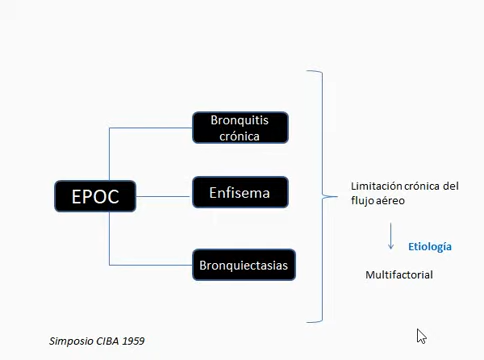 Bronquitis
crónica
EPOC
Enfisema
Bronquiectasias
Limitación crónica del
flujo aéreo
Etiología
Multifactorial
Simposio CIBA 1959